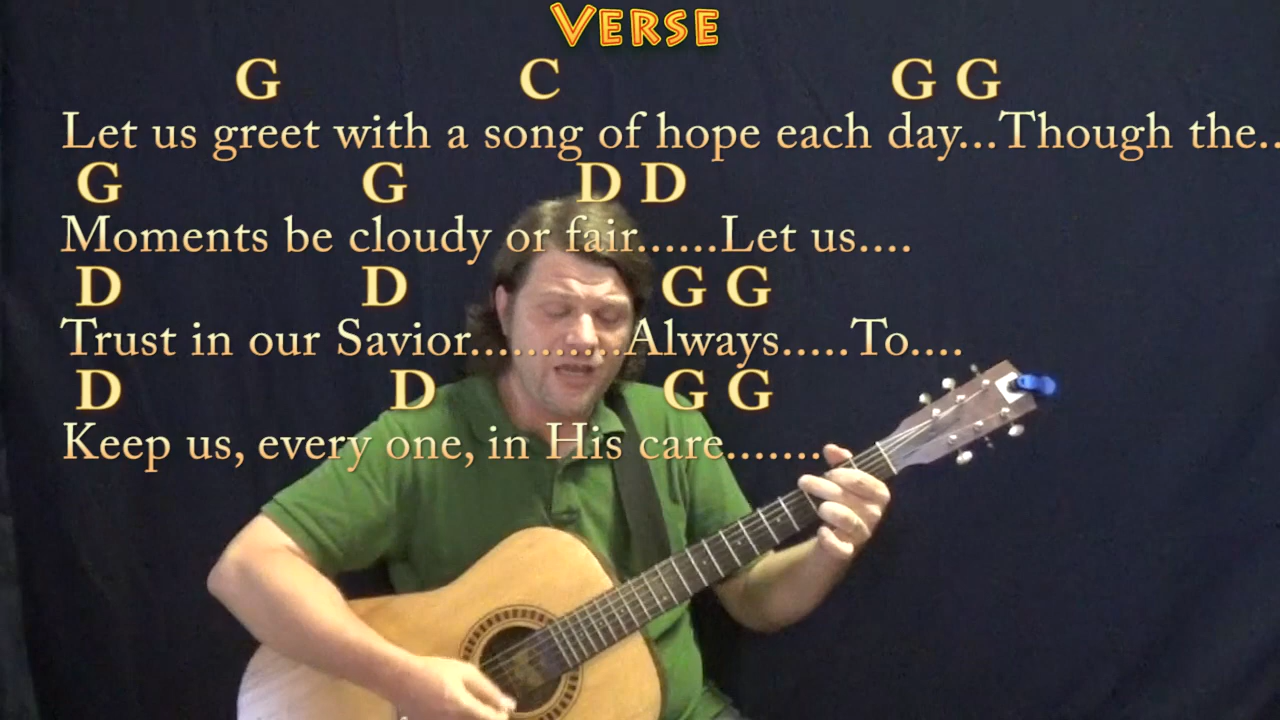 VERSE
G C G G
Let us greet with a song of hope each day...Though the..
G G D D
Moments be cloudy or fair......Let us....
D D G G
Trust in our Savior...........Always.....To....
D D G G
Keep us, every one, in His care.......